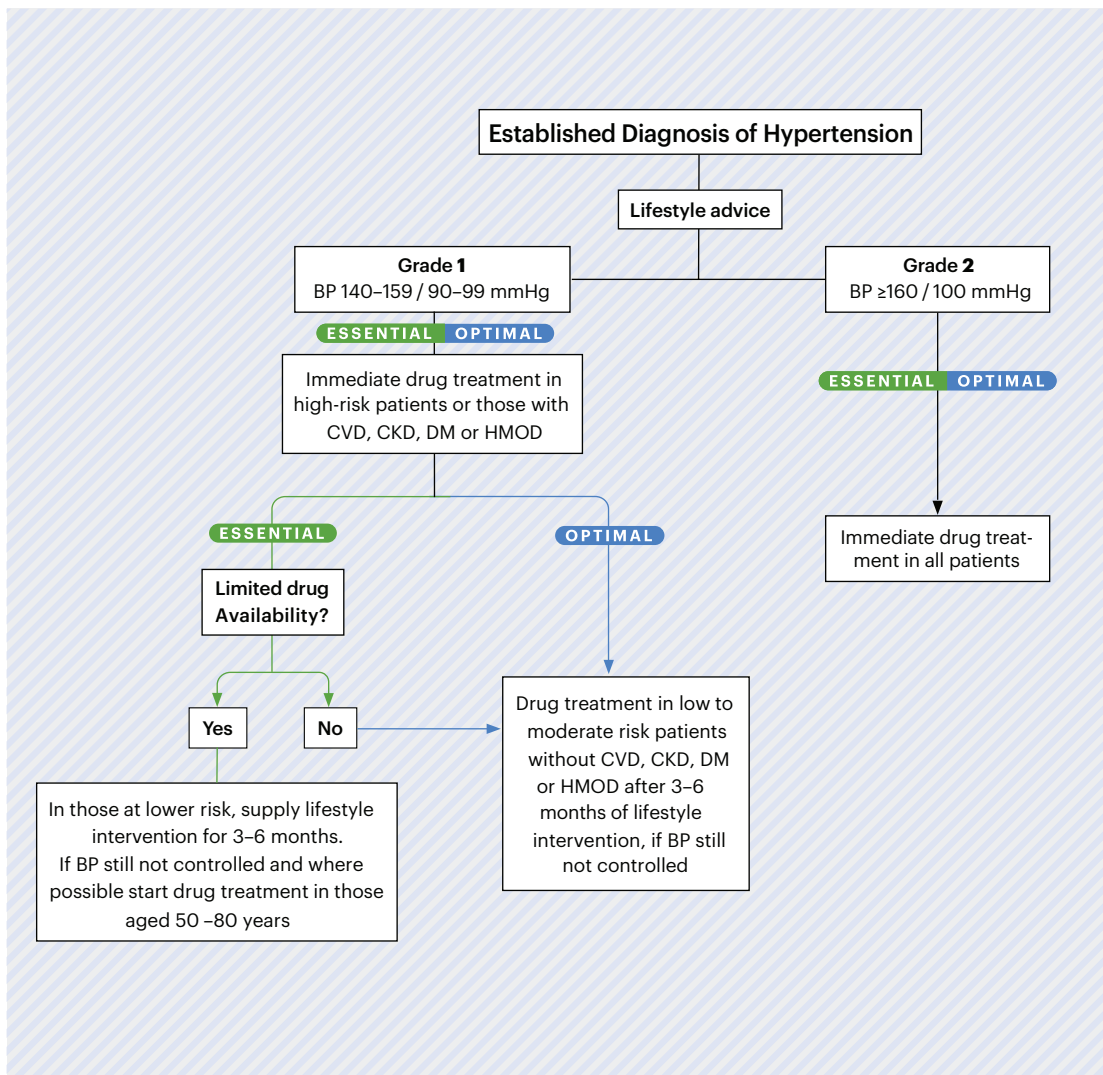 Established Diagnosis of Hypertension
Lifestyle advice
Grade 1
BP 140–159 / 90–99 mmHg
Grade 2
BP ≥160 / 100 mmHg
ESSENTIAL OPTIMAL
Immediate drug treatment in
high-risk patients or those with
CVD, CKD, DM or HMOD
ESSENTIAL OPTIMAL
Immediate drug treat-
ment in all patients
ESSENTIAL
OPTIMAL
Limited drug
Availability?
Yes
No
Drug treatment in low to
moderate risk patients
without CVD, CKD, DM
or HMOD after 3–6
months of lifestyle
intervention, if BP still
not controlled
In those at lower risk, supply lifestyle
intervention for 3–6 months.
If BP still not controlled and where
possible start drug treatment in those
aged 50 –80 years